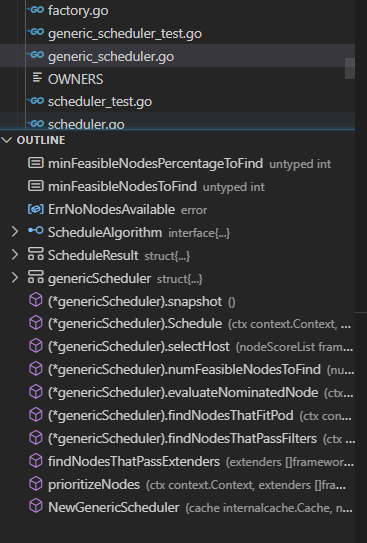 factory.go
generic_scheduler_test.go
generic_scheduler.go
OWNERS
scheduler_test.go
scheduler.go
OUTLINE
minFeasibleNodesPercentageToFind untyped int
minFeasibleNodesToFind untyped int
ErrNoNodesAvailable error
ScheduleAlgorithm interface{...}
ScheduleResult struct{...}
genericScheduler struct{...}
(*genericScheduler).snapshot ()
(*genericScheduler).Schedule (ctx context.Context, ...
(*genericScheduler).selectHost (nodeScoreList fram...
(*genericScheduler).numFeasibleNodesToFind (nu...
(*genericScheduler).evaluateNominatedNode (ctx...
(*genericScheduler).findNodesThatFitPod (ctx con...
(*genericScheduler).findNodesThatPassFilters (ctx ...
findNodesThatPassExtenders (extenders []framewor...
prioritizeNodes (ctx context.Context, extenders []fra...
NewGenericScheduler (cache internalcache.Cache, n...